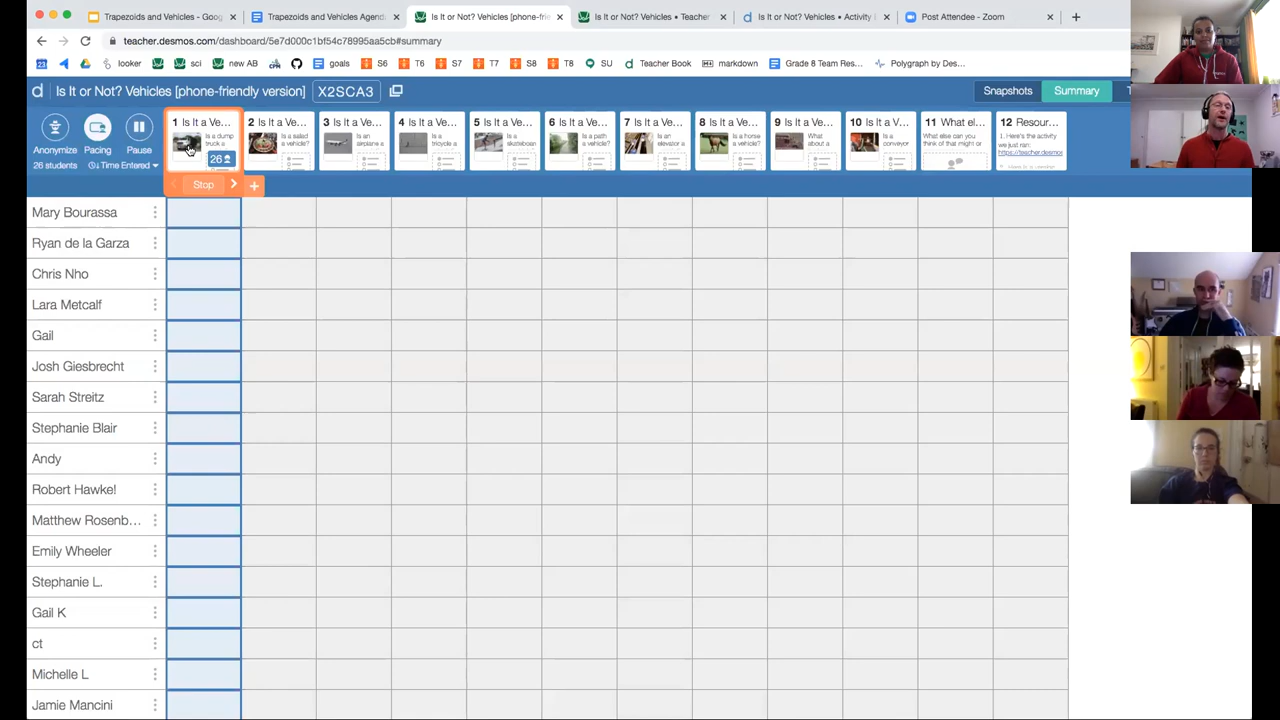 Trapezoids and Vehicles - Goog
Trapezoids and Vehicles Agenda
Is It or Not? Vehicles [phone-frie
Is It or Not? Vehicles • Teacher
Is It or Not? Vehicles • Activity
Post Attendee - Zoom
teacher.desmos.com/dashboard/5e7d000c1bf54c78995aa5cb#summary
looker
sci
new AB
goals
S6
T6
S7
T7
S8
T8
SU
Teacher Book
markdown
Grade 8 Team Res...
Polygraph by Des...
Is It or Not? Vehicles [phone-friendly version]
X2SCA3
Snapshots
Summary
Anonymize
Pacing
Pause
26 students
Time Entered
1 Is It a Ve...
Is a dump truck a
26
2 Is It a Ve...
Is a salad vehicle?
3 Is It a Ve...
Is an airplane a
4 Is It a Ve...
Is a tricycle a
5 Is It a Ve...
Is a skateboard
6 Is It a Ve...
Is a path a vehicle?
7 Is It a Ve...
Is an elevator a
8 Is It a Ve...
Is a horse a vehicle?
9 Is It a Ve...
What about a
10 Is It a V...
Is a conveyor
11 What el...
What else can you think of that might or
12 Resour...
1. Here's the activity we just ran:
https://teacher.desmos
Stop
Mary Bourassa
Ryan de la Garza
Chris Nho
Lara Metcalf
Gail
Josh Giesbrecht
Sarah Streitz
Stephanie Blair
Andy
Robert Hawke!
Matthew Rosenb...
Emily Wheeler
Stephanie L.
Gail K
ct
Michelle L
Jamie Mancini